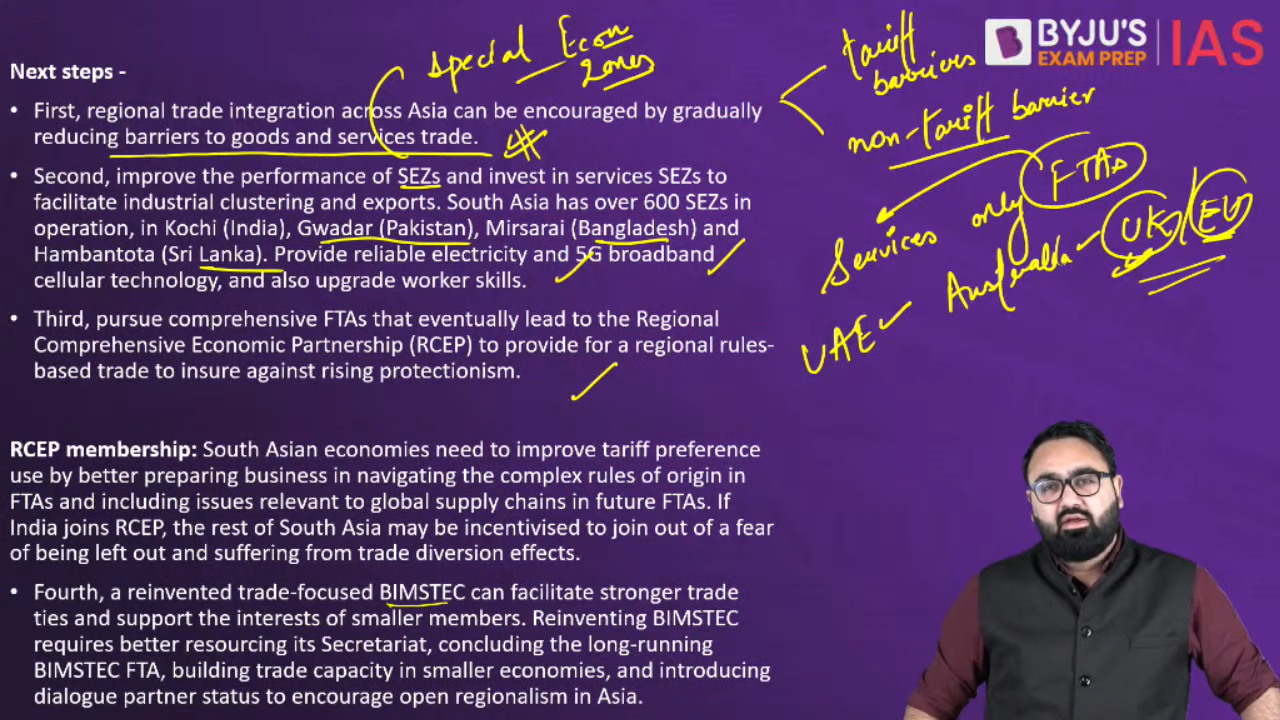 Next steps -
• First, regional trade integration across Asia can be encouraged by gradually
reducing barriers to goods and services trade.
• Second, improve the performance of SEZs and invest in services SEZs to
facilitate industrial clustering and exports. South Asia has over 600 SEZs in
operation, in Kochi (India), Gwadar (Pakistan), Mirsarai (Bangladesh) and
Hambantota (Sri Lanka). Provide reliable electricity and 5G broadband
cellular technology, and also upgrade worker skills.
• Third, pursue comprehensive FTAs that eventually lead to the Regional
Comprehensive Economic Partnership (RCEP) to provide for a regional rules-
based trade to insure against rising protectionism.
RCEP membership: South Asian economies need to improve tariff preference
use by better preparing business in navigating the complex rules of origin in
FTAs and including issues relevant to global supply chains in future FTAs. If
India joins RCEP, the rest of South Asia may be incentivised to join out of a fear
of being left out and suffering from trade diversion effects.
• Fourth, a reinvented trade-focused BIMSTEC can facilitate stronger trade
ties and support the interests of smaller members. Reinventing BIMSTEC
requires better resourcing its Secretariat, concluding the long-running
BIMSTEC FTA, building trade capacity in smaller economies, and introducing
dialogue partner status to encourage open regionalism in Asia.
Special Econ
Zones
tariff
barriers
non-tariff barrier
FTAs
Services only
UAE Australia UK/EU
BYJU'S
EXAM PREP
IAS